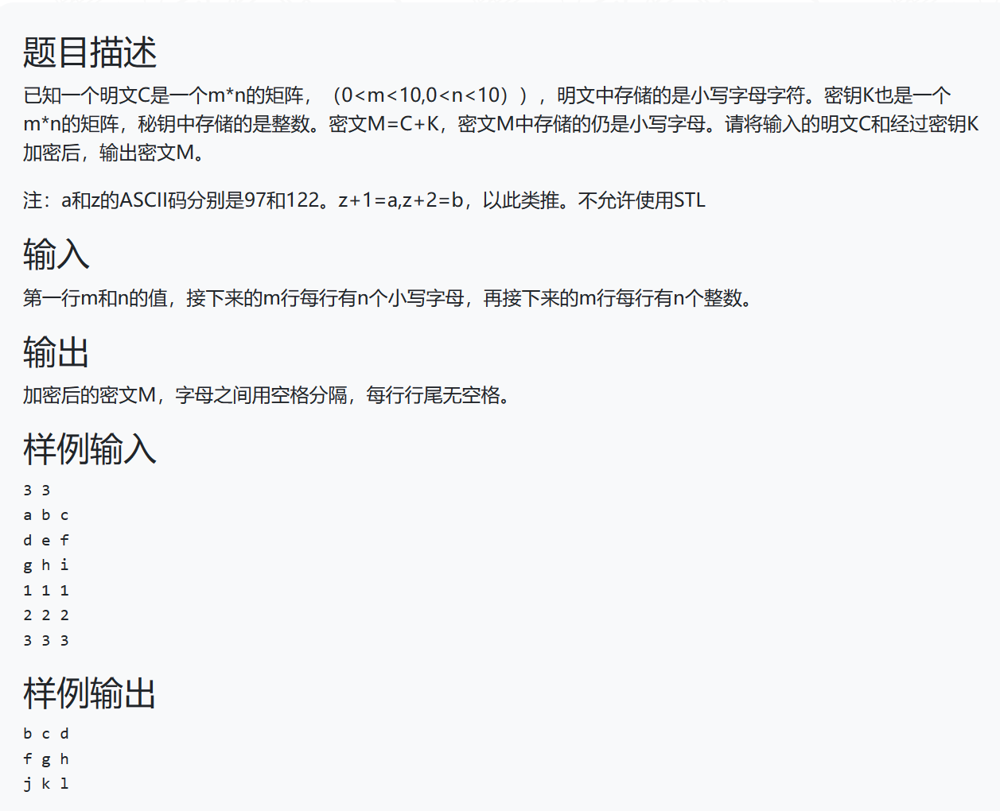 题目描述
已知一个明文C是一个m*n的矩阵，（0<m<10,0<n<10）），明文中存储的是小写字母字符。密钥K也是一个
m*n的矩阵，秘钥中存储的是整数。密文M=C+K，密文M中存储的仍是小写字母。请将输入的明文C和经过密钥K
加密后，输出密文M。
注：a和z的ASCII码分别是97和122。z+1=a,z+2=b，以此类推。不允许使用STL
输入
第一行m和n的值，接下来的m行每行有n个小写字母，再接下来的m行每行有n个整数。
输出
加密后的密文M，字母之间用空格分隔，每行行尾无空格。
样例输入
3 3
a b c
d e f
g h i
1 1 1
2 2 2
3 3 3
样例输出
b c d
f g h
j k l